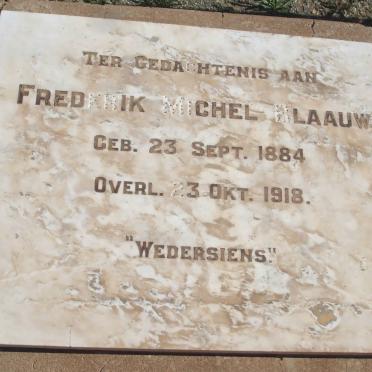 TER GEDACHTENIS AAN
FREDERIK MICHEL BLAAUW
GEB. 23 SEPT. 1884
OVERL. 23 OKT. 1918.
"WEDERSIENS."